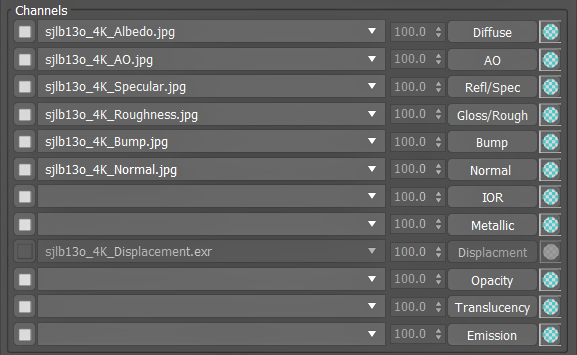 Channels
sjlb13o_4K_Albedo.jpg 100.0 Diffuse
sjlb13o_4K_AO.jpg 100.0 AO
sjlb13o_4K_Specular.jpg 100.0 Refl/Spec
sjlb13o_4K_Roughness.jpg 100.0 Gloss/Rough
sjlb13o_4K_Bump.jpg 100.0 Bump
sjlb13o_4K_Normal.jpg 100.0 Normal
100.0 IOR
100.0 Metallic
sjlb13o_4K_Displacement.exr 100.0 Displacment
100.0 Opacity
100.0 Translucency
100.0 Emission